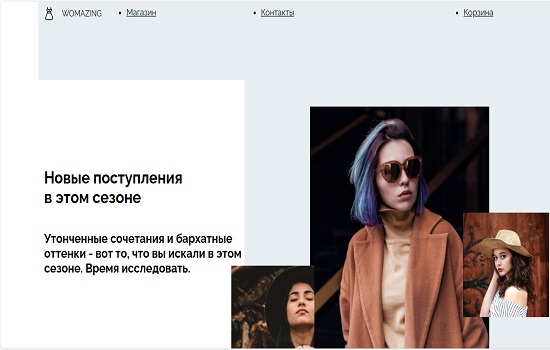 WOMAZING
Магазин
Контакты
Корзина
Новые поступления
в этом сезоне
Утонченные сочетания и бархатные
оттенки - вот то, что вы искали в этом
сезоне. Время исследовать.